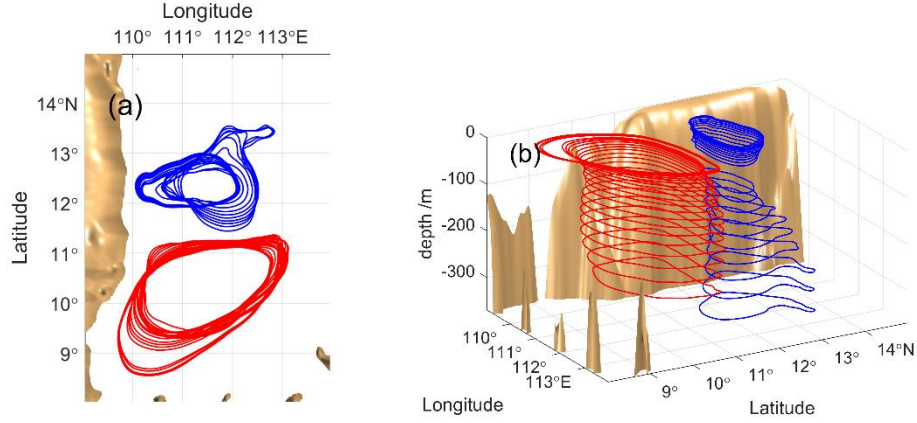 Longitude
110° 111° 112° 113°E
(a)
14°N
13°
12°
11°
10°
9°
Latitude
(b)
0
-100
-200
-300
depth /m
110°
111°
112°
113°E
Longitude
9° 10° 11° 12° 13° 14°N
Latitude